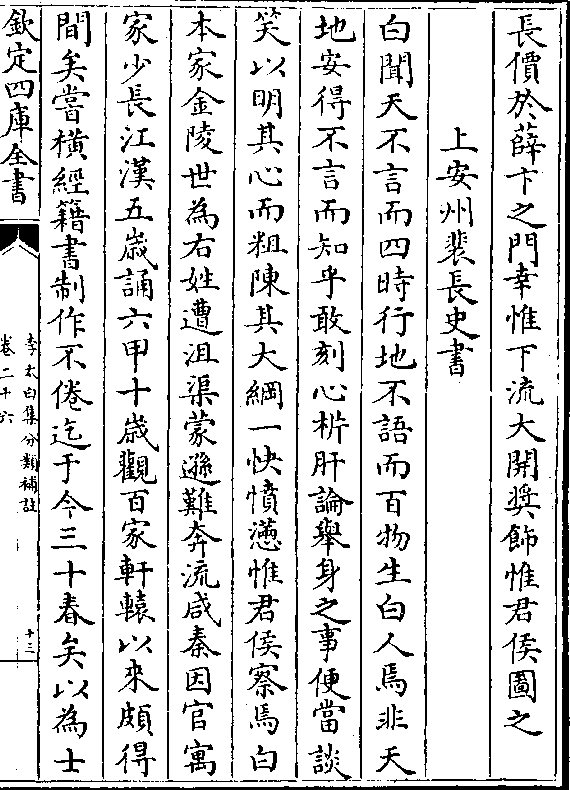 長價於薛卞之門幸惟下流大開奨飾惟君侯圖之
上安州裴長史書
白聞天不言而四時行地不語而百物生白人焉非天
地安得不言而知乎敢刻心析肝論舉身之事便當談
笑以明其心而粗陳其大綱一快憤懣惟君侯察焉白
本家金陵世為右姓遭沮渠蒙遜難奔流咸秦因官寓
家少長江漢五歳誦六甲十歳觀百家軒轅以來頗得
聞矣嘗横經籍書制作不倦迄于今三十春矣以為士
欽定四庫全書
李太白集分類補註
卷二十六
十三